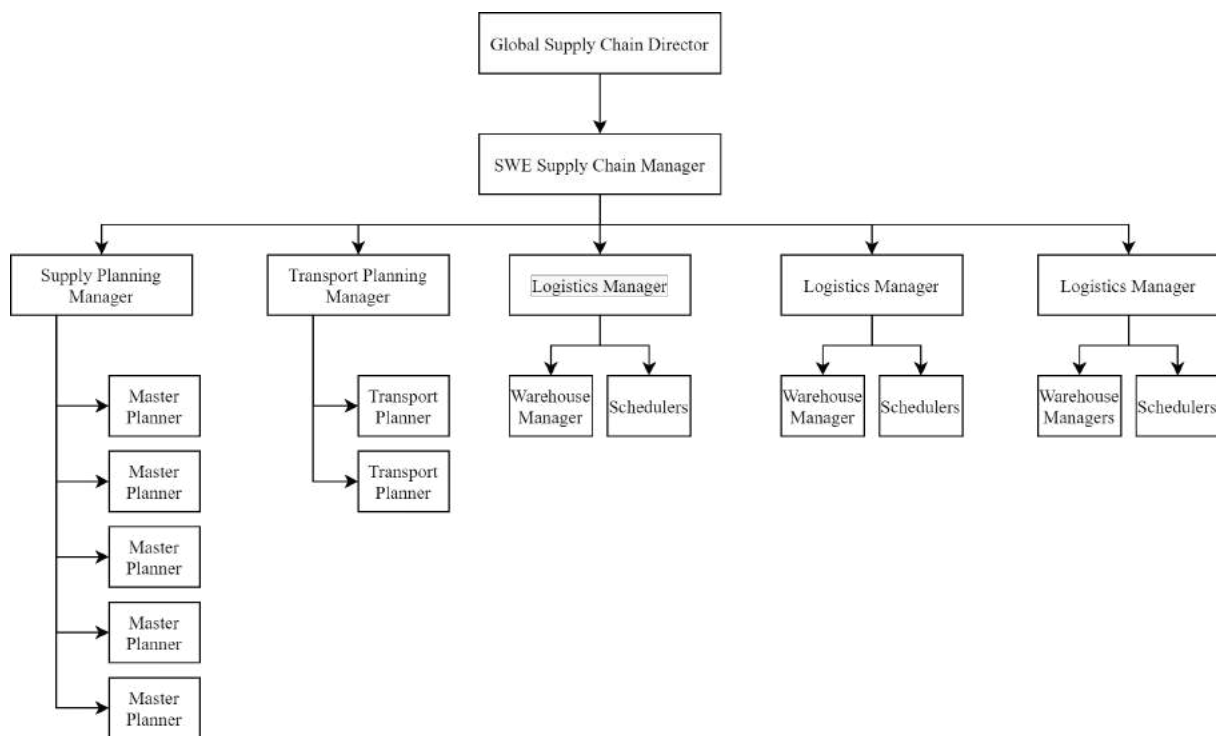 Global Supply Chain Director
SWE Supply Chain Manager
Supply Planning
Manager
Transport Planning
Manager
Logistics Manager
Logistics Manager
Logistics Manager
Master
Planner
Master
Planner
Master
Planner
Master
Planner
Master
Planner
Transport
Planner
Transport
Planner
Warehouse
Manager
Schedulers
Warehouse
Manager
Schedulers
Warehouse
Managers
Schedulers